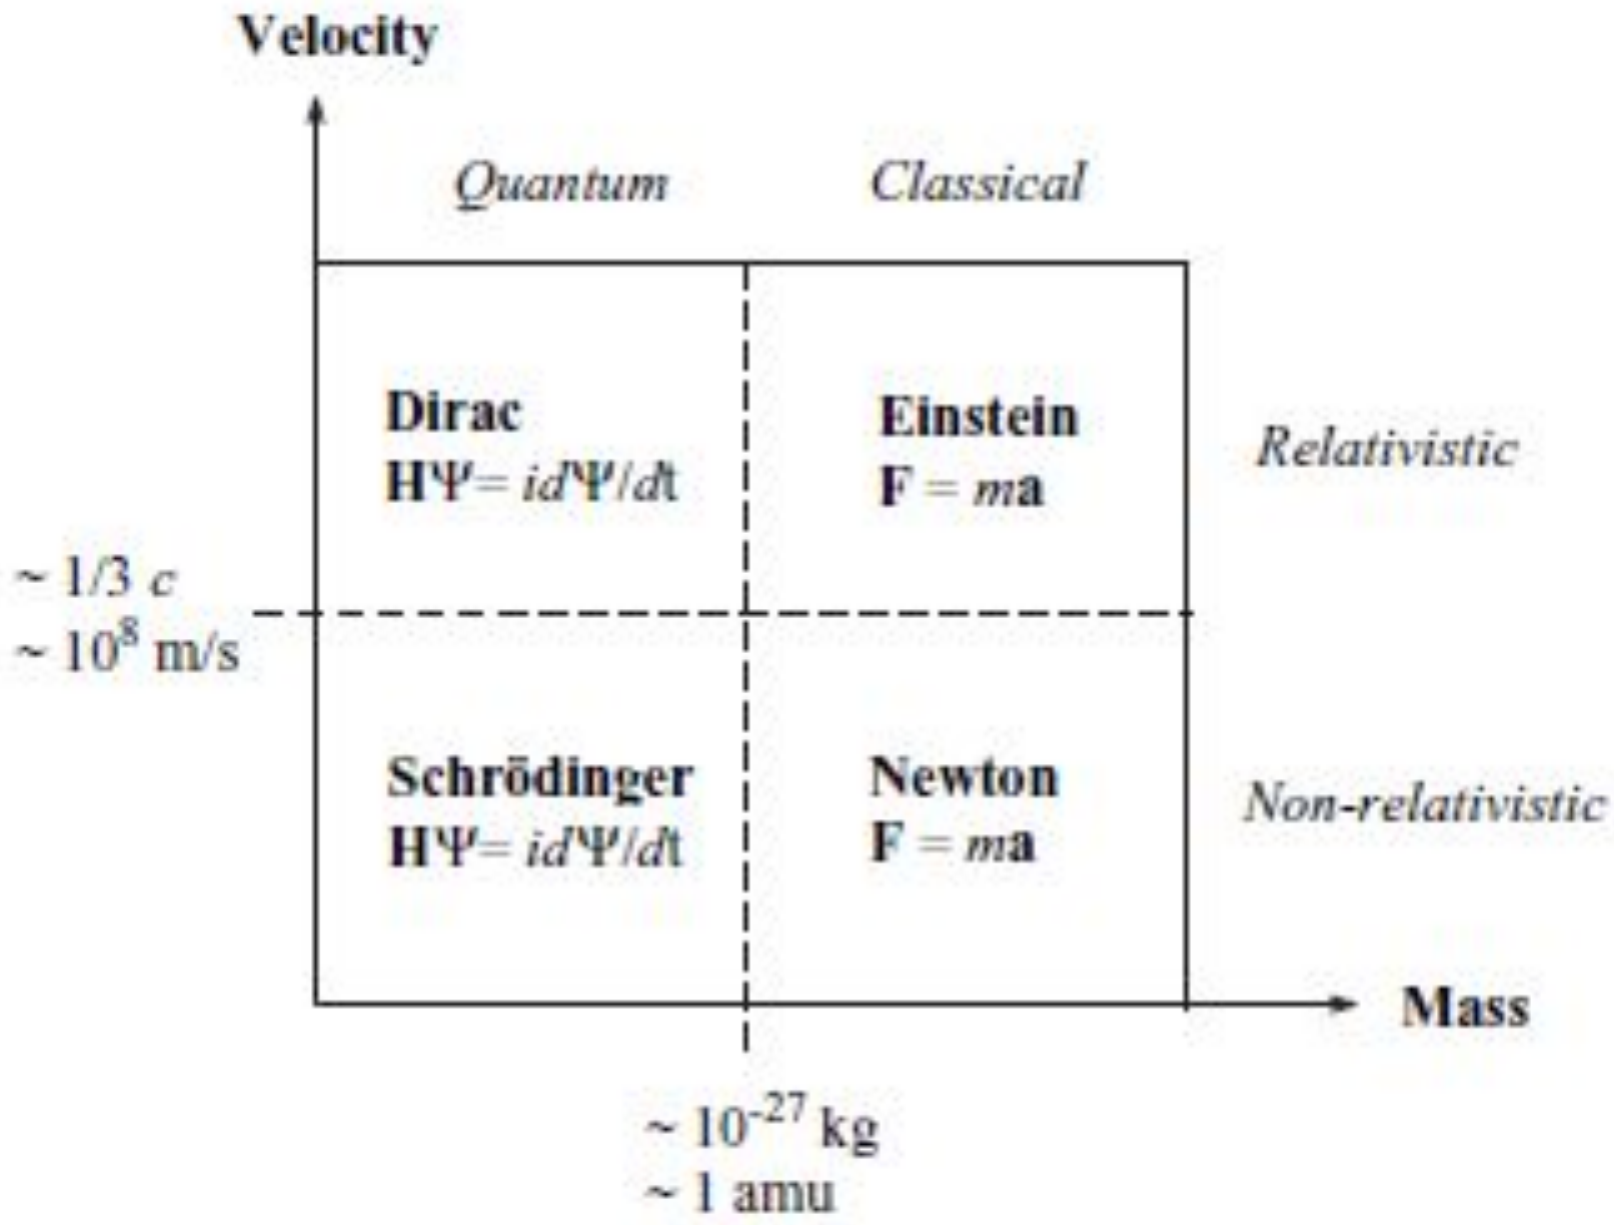 Velocity
Quantum
Classical
Dirac
HΨ= idΨ/dt
Einstein
F = ma
Relativistic
~ 1/3 c
~ 10⁸ m/s
Schrödinger
HΨ= idΨ/dt
Newton
F = ma
Non-relativistic
Mass
~ 10⁻²⁷ kg
~ 1 amu